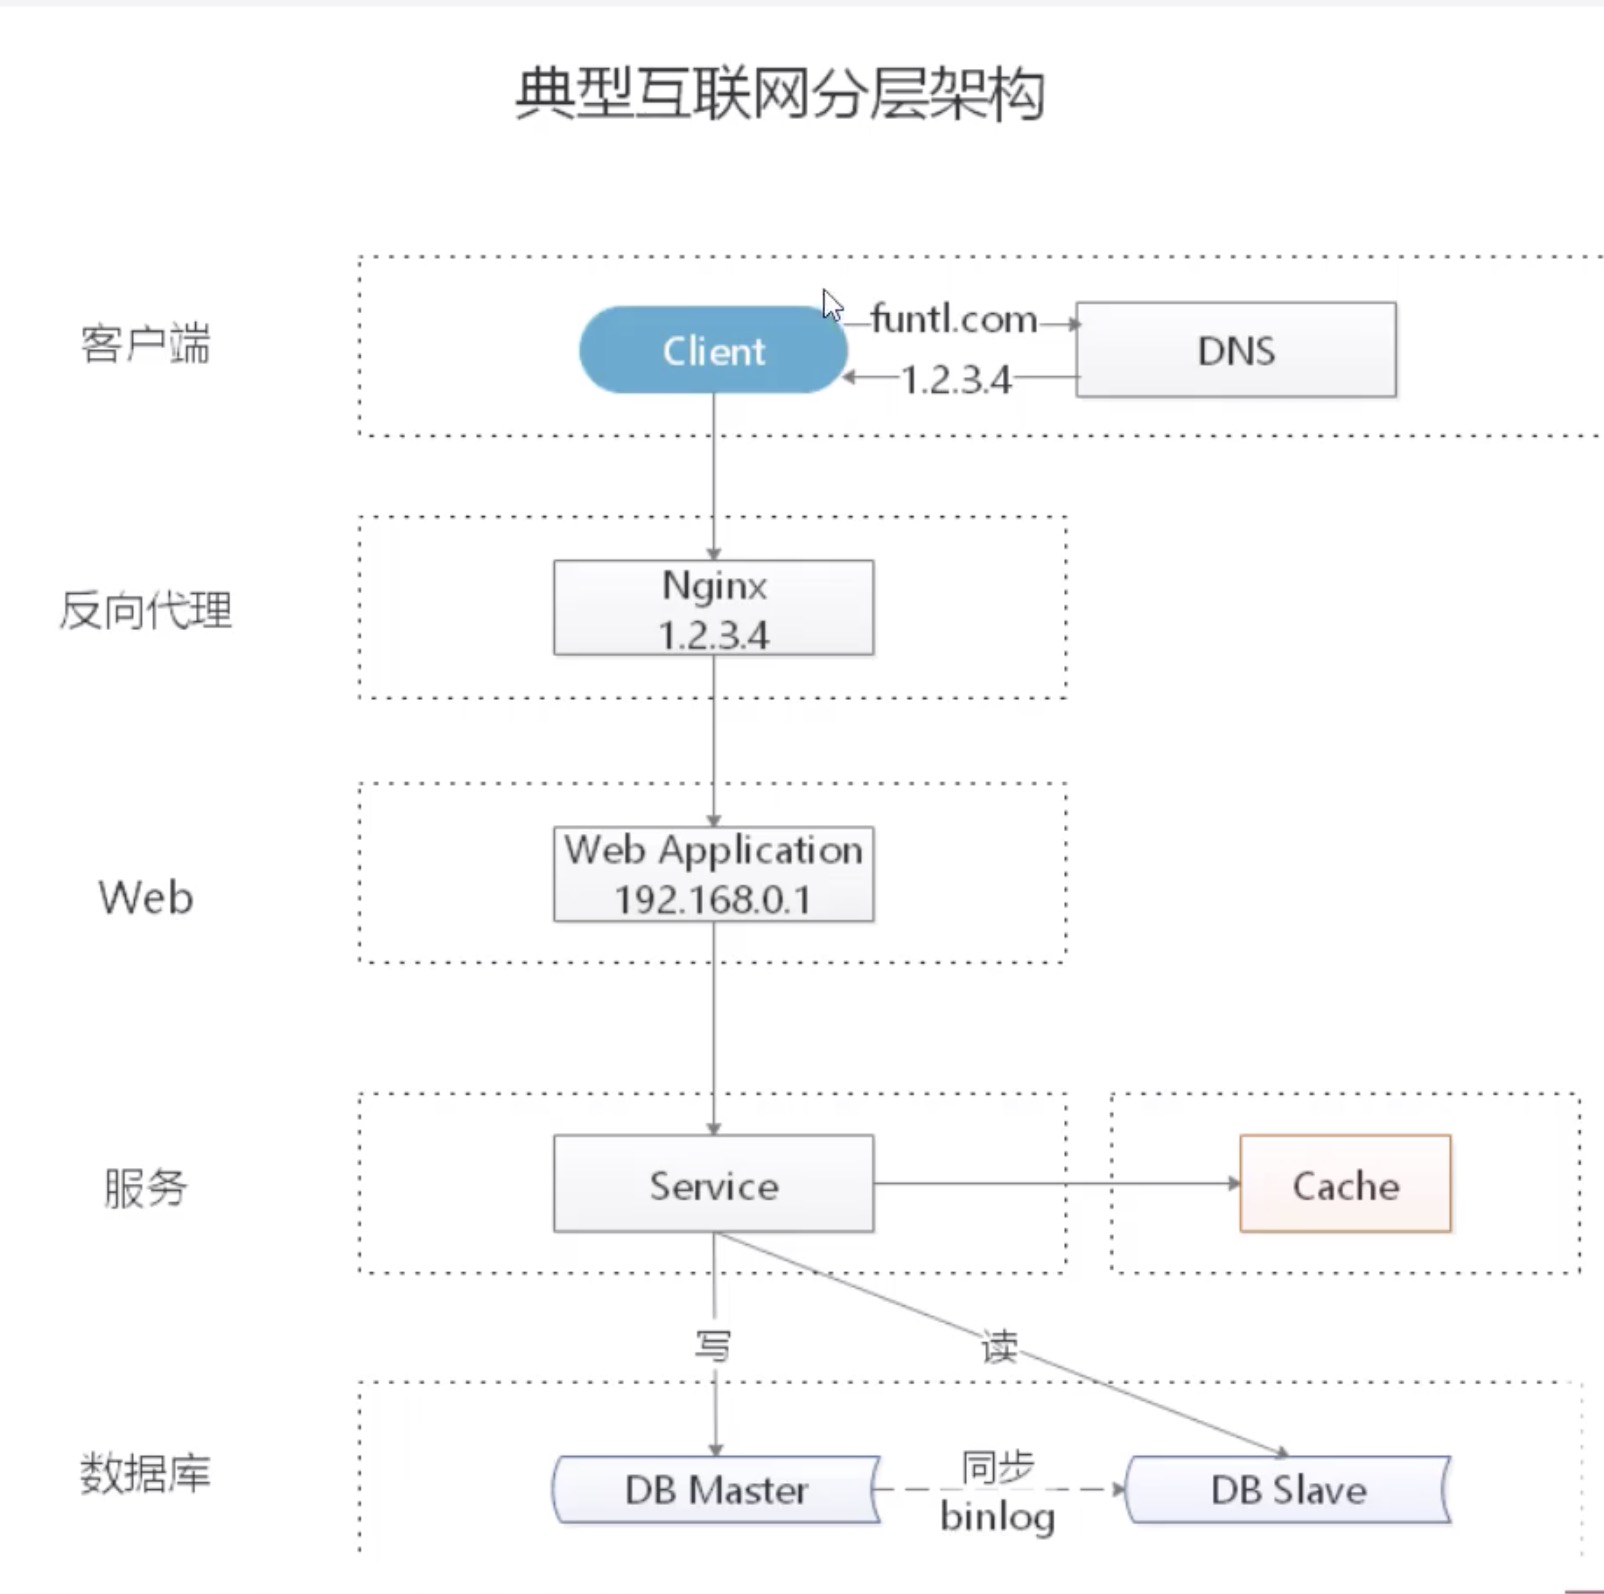 典型互联网分层架构
客户端
Client
funtl.com
1.2.3.4
DNS
反向代理
Nginx
1.2.3.4
Web
Web Application
192.168.0.1
服务
Service
Cache
写
读
数据库
DB Master
同步
binlog
DB Slave